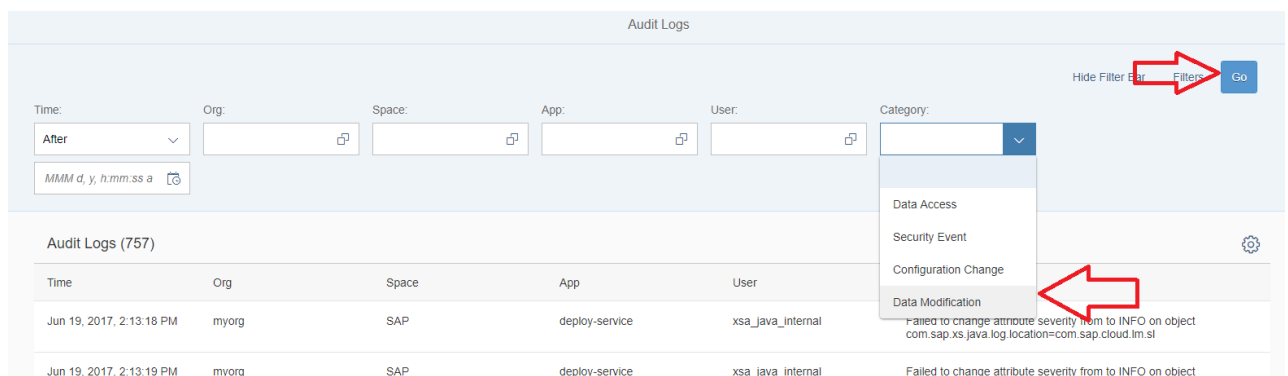 Audit Logs
Hide Filter Bar Filters Go
Time: Org: Space: App: User: Category:
After
MMM d, y, h:mm:ss a
Data Access
Security Event
Configuration Change
Data Modification
Audit Logs (757)
Time Org Space App User
Jun 19, 2017, 2:13:18 PM myorg SAP deploy-service xsa_java_internal Failed to change attribute severity from to INFO on object
com.sap.xs.java.log.location=com.sap.cloud.lm.sl
Jun 19, 2017, 2:13:19 PM myorg SAP deploy-service xsa_java_internal Failed to change attribute severity from to INFO on object